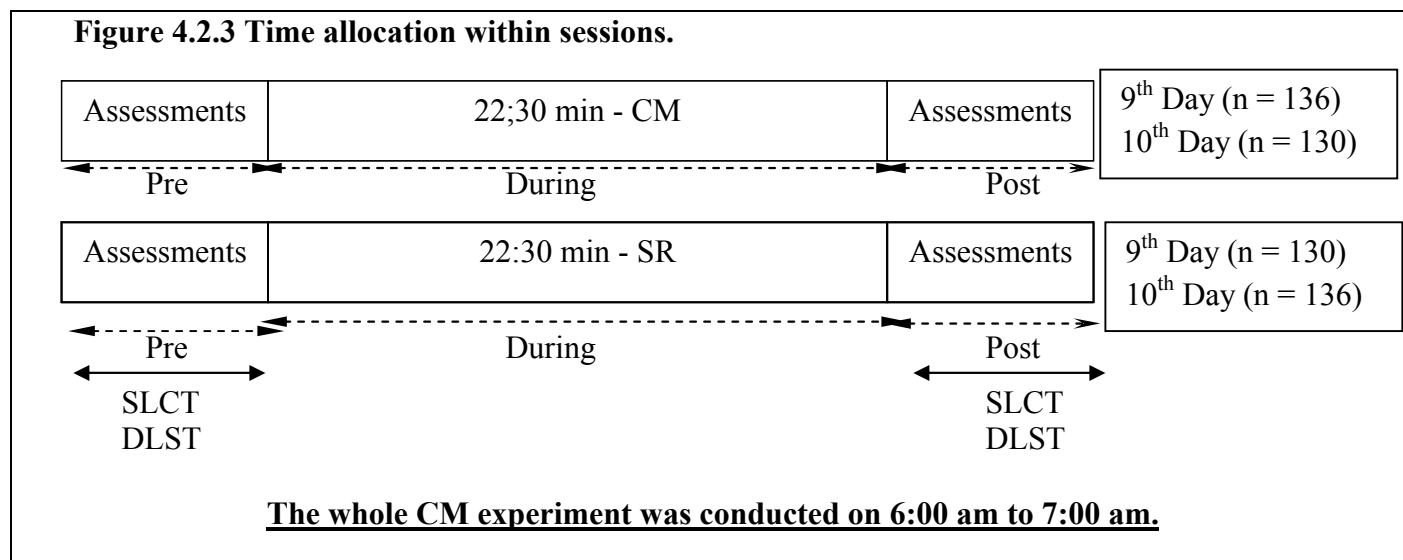 Figure 4.2.3 Time allocation within sessions.
Assessments 22;30 min - CM Assessments
9th Day (n = 136)
10th Day (n = 130)
Pre During Post
Assessments 22:30 min - SR Assessments
9th Day (n = 130)
10th Day (n = 136)
Pre During Post
SLCT SLCT
DLST DLST
The whole CM experiment was conducted on 6:00 am to 7:00 am.